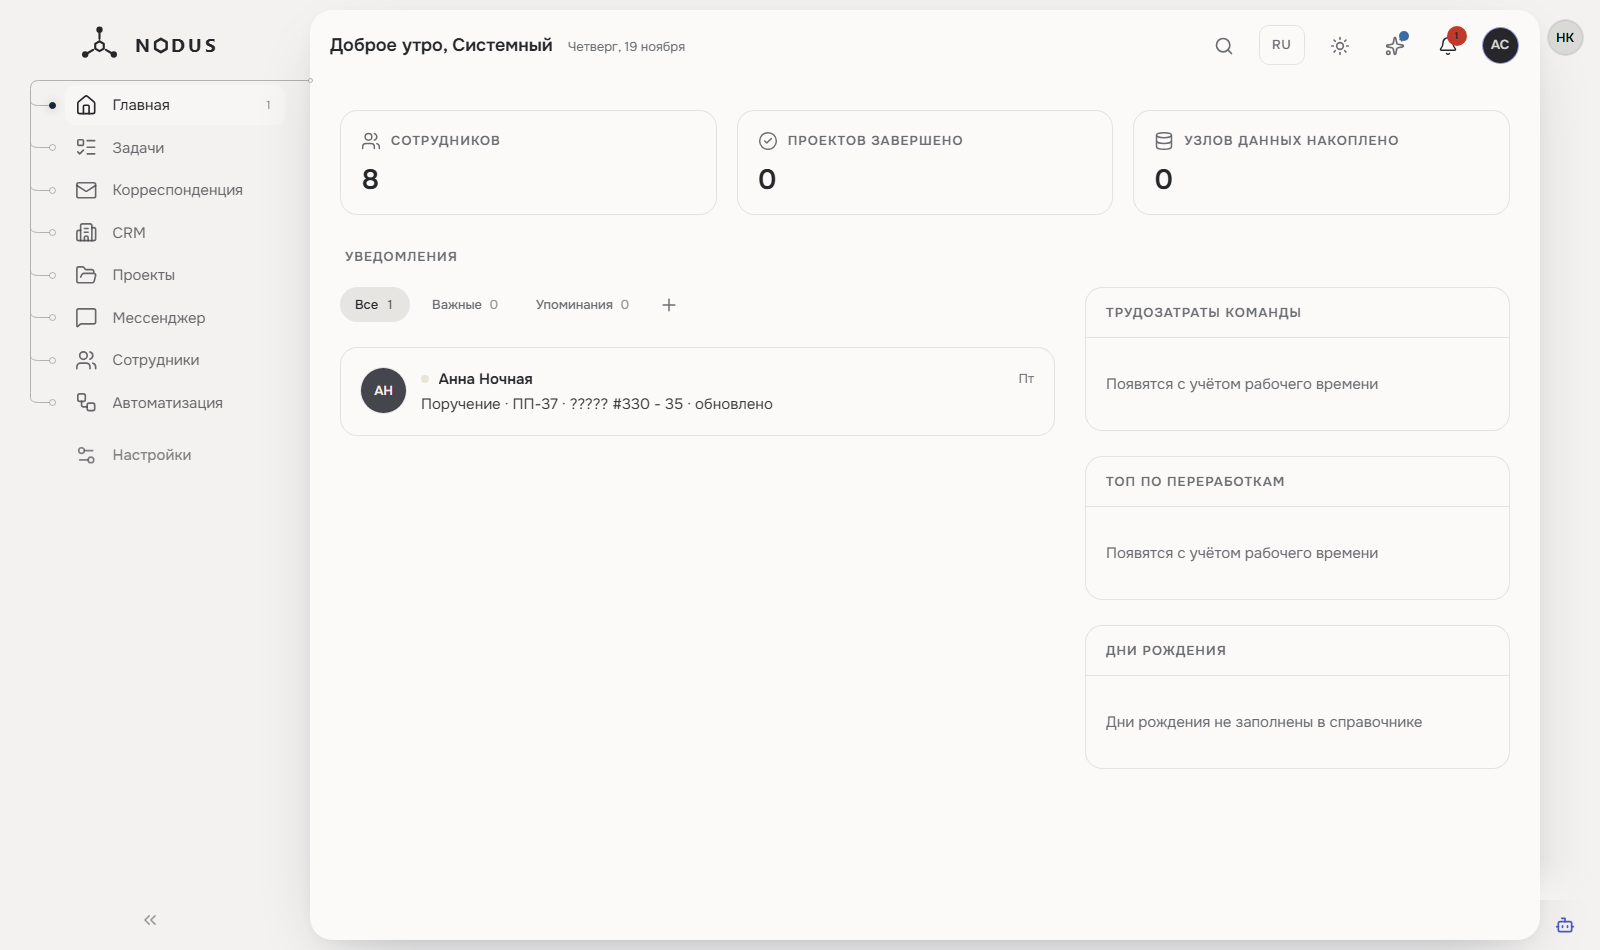 NODUS
Доброе утро, Системный
Четверг, 19 ноября
RU
1
АС
НК
Главная
1
Задачи
Корреспонденция
CRM
Проекты
Мессенджер
Сотрудники
Автоматизация
Настройки
СОТРУДНИКОВ
8
ПРОЕКТОВ ЗАВЕРШЕНО
0
УЗЛОВ ДАННЫХ НАКОПЛЕНО
0
УВЕДОМЛЕНИЯ
Все 1
Важные 0
Упоминания 0
АН
Анна Ночная
Пт
Поручение · ПП-37 · ????? #330 - 35 · обновлено
ТРУДОЗАТРАТЫ КОМАНДЫ
Появятся с учётом рабочего времени
ТОП ПО ПЕРЕРАБОТКАМ
Появятся с учётом рабочего времени
ДНИ РОЖДЕНИЯ
Дни рождения не заполнены в справочнике